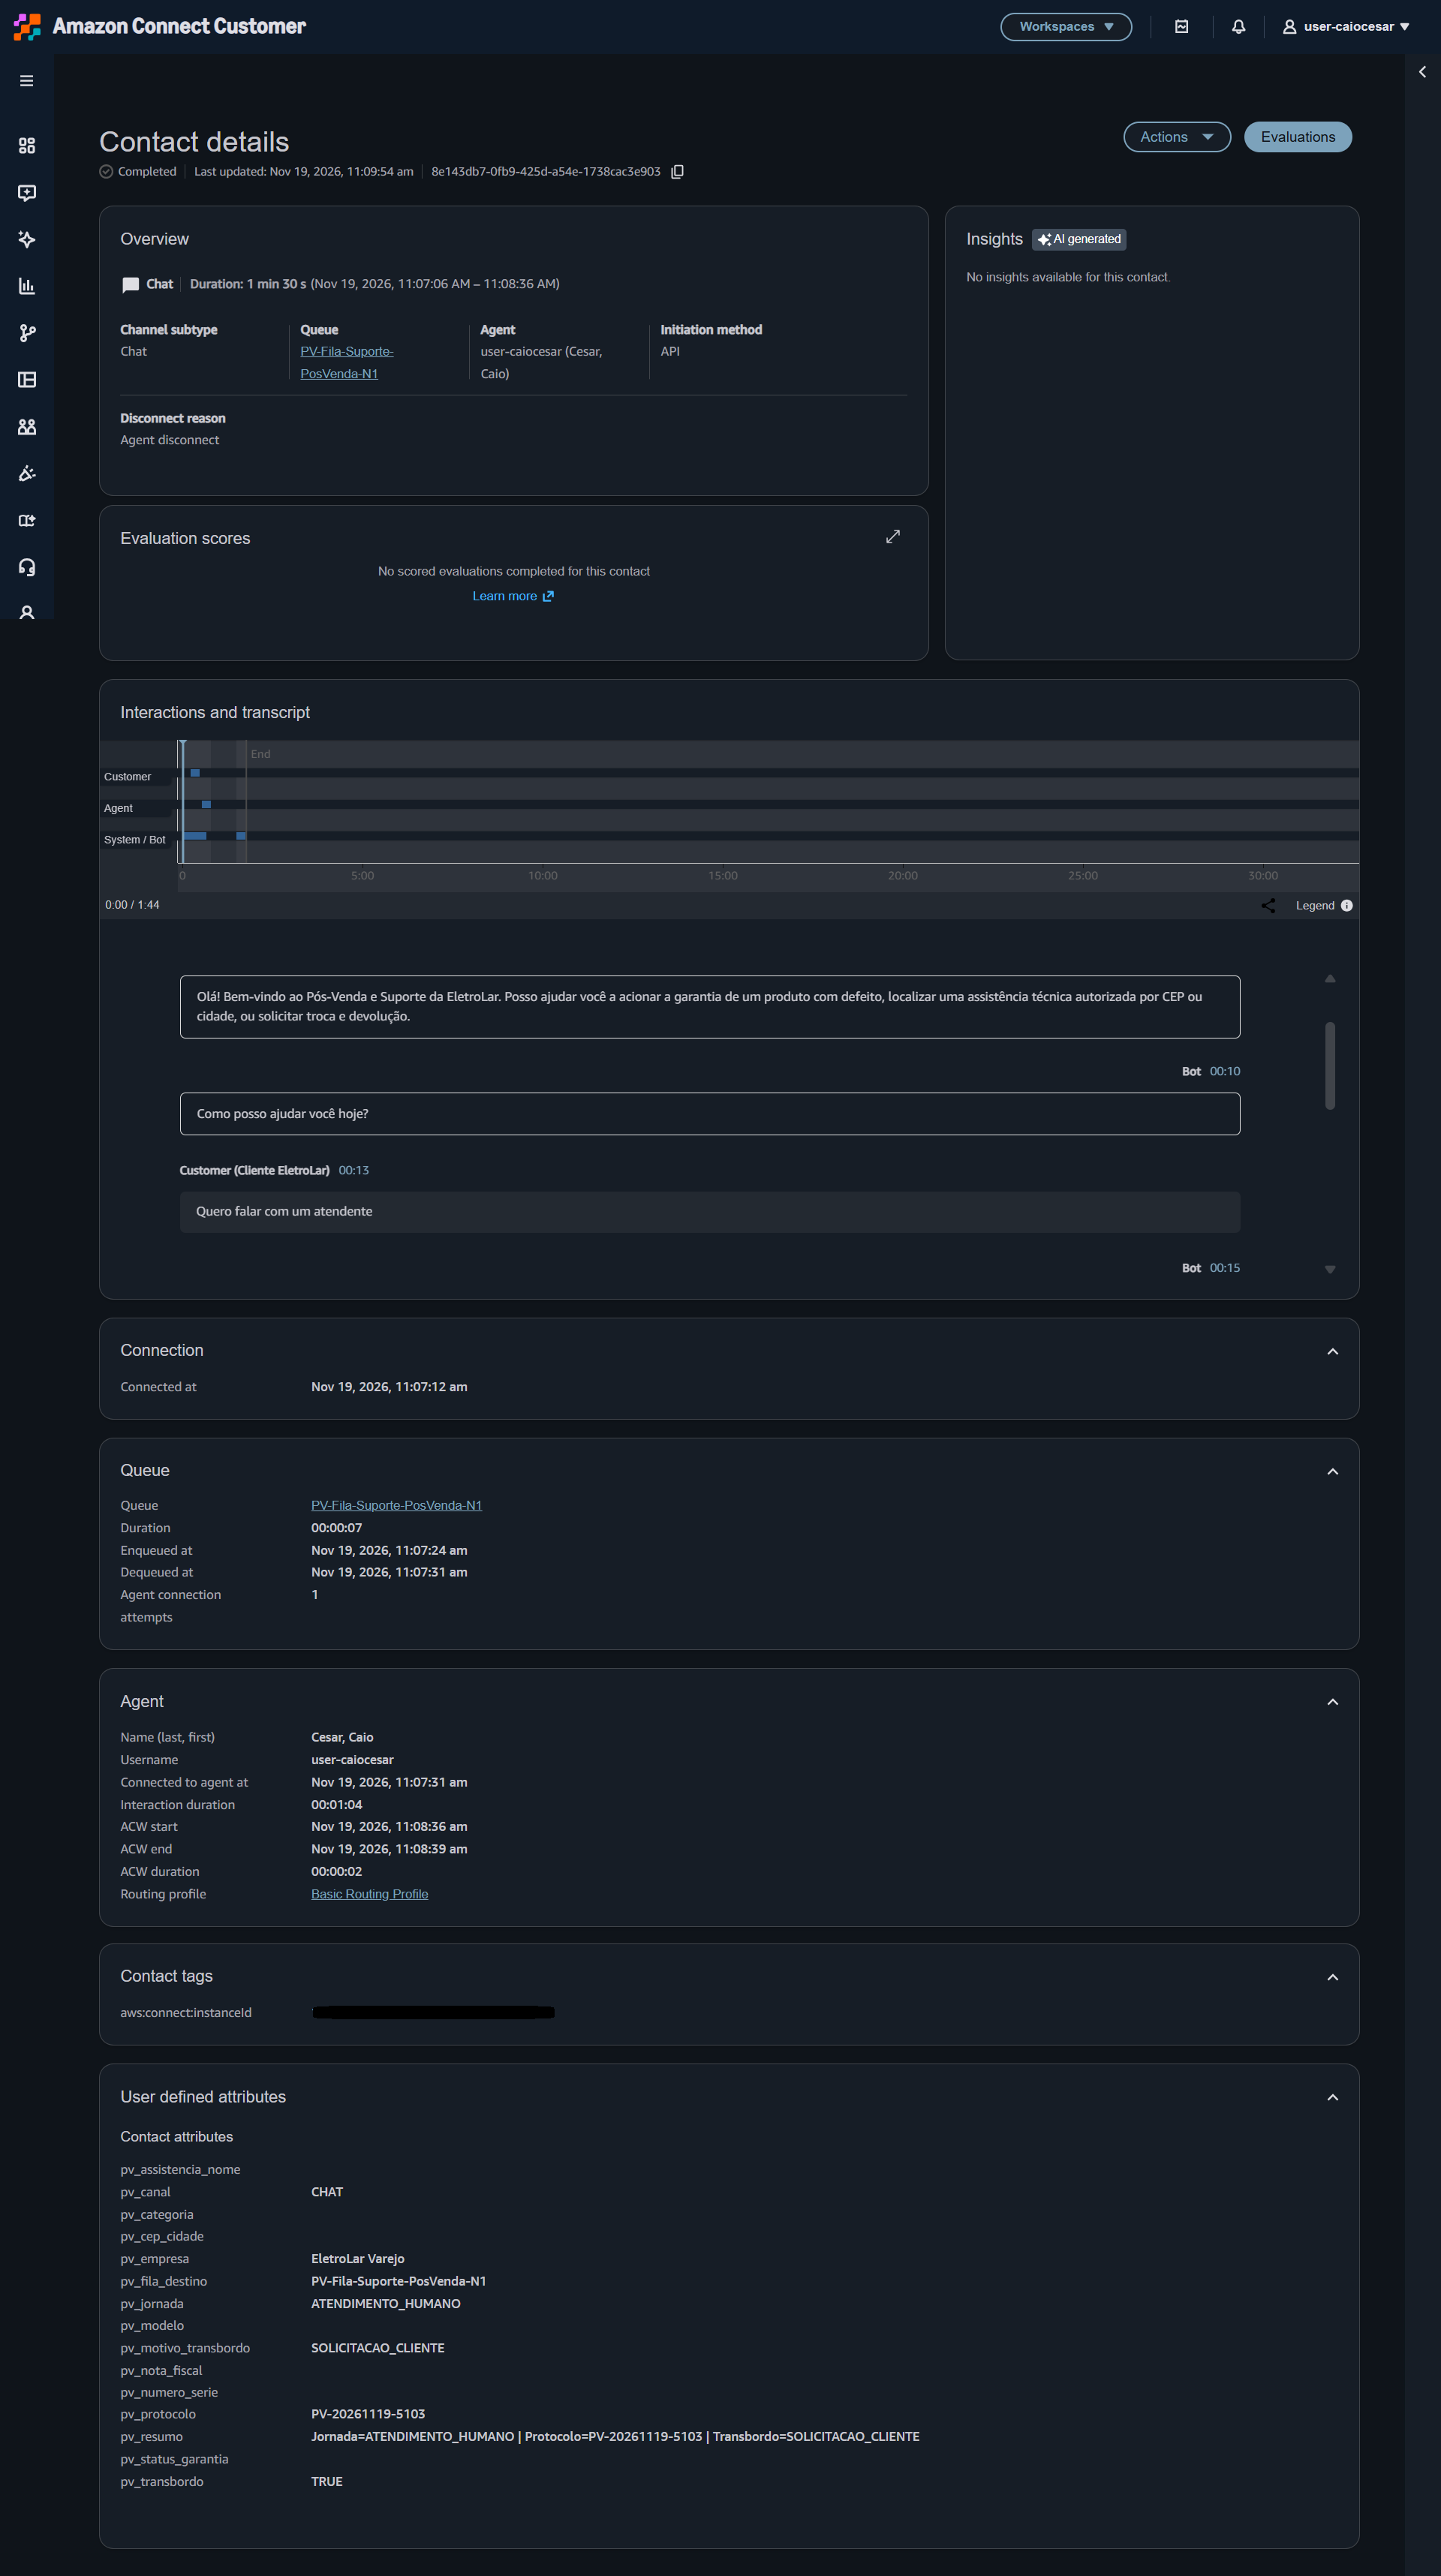 Amazon Connect Customer
Workspaces
user-caiocesar
Contact details
Actions
Evaluations
Completed
Last updated: Nov 19, 2026, 11:09:54 am
8e143db7-0fb9-425d-a54e-1738cac3e903
Overview
Chat
Duration: 1 min 30 s (Nov 19, 2026, 11:07:06 AM – 11:08:36 AM)
Channel subtype
Chat
Queue
PV-Fila-Suporte-
PosVenda-N1
Agent
user-caiocesar (Cesar,
Caio)
Initiation method
API
Disconnect reason
Agent disconnect
Insights
AI generated
No insights available for this contact.
Evaluation scores
No scored evaluations completed for this contact
Learn more
Interactions and transcript
End
Customer
Agent
System / Bot
0 5:00 10:00 15:00 20:00 25:00 30:00
0:00 / 1:44
Legend
Olá! Bem-vindo ao Pós-Venda e Suporte da EletroLar. Posso ajudar você a acionar a garantia de um produto com defeito, localizar uma assistência técnica autorizada por CEP ou
cidade, ou solicitar troca e devolução.
Bot 00:10
Como posso ajudar você hoje?
Customer (Cliente EletroLar) 00:13
Quero falar com um atendente
Bot 00:15
Connection
Connected at Nov 19, 2026, 11:07:12 am
Queue
Queue PV-Fila-Suporte-PosVenda-N1
Duration 00:00:07
Enqueued at Nov 19, 2026, 11:07:24 am
Dequeued at Nov 19, 2026, 11:07:31 am
Agent connection 1
attempts
Agent
Name (last, first) Cesar, Caio
Username user-caiocesar
Connected to agent at Nov 19, 2026, 11:07:31 am
Interaction duration 00:01:04
ACW start Nov 19, 2026, 11:08:36 am
ACW end Nov 19, 2026, 11:08:39 am
ACW duration 00:00:02
Routing profile Basic Routing Profile
Contact tags
aws:connect:instanceId
User defined attributes
Contact attributes
pv_assistencia_nome
pv_canal CHAT
pv_categoria
pv_cep_cidade
pv_empresa EletroLar Varejo
pv_fila_destino PV-Fila-Suporte-PosVenda-N1
pv_jornada ATENDIMENTO_HUMANO
pv_modelo
pv_motivo_transbordo SOLICITACAO_CLIENTE
pv_nota_fiscal
pv_numero_serie
pv_protocolo PV-20261119-5103
pv_resumo Jornada=ATENDIMENTO_HUMANO | Protocolo=PV-20261119-5103 | Transbordo=SOLICITACAO_CLIENTE
pv_status_garantia
pv_transbordo TRUE